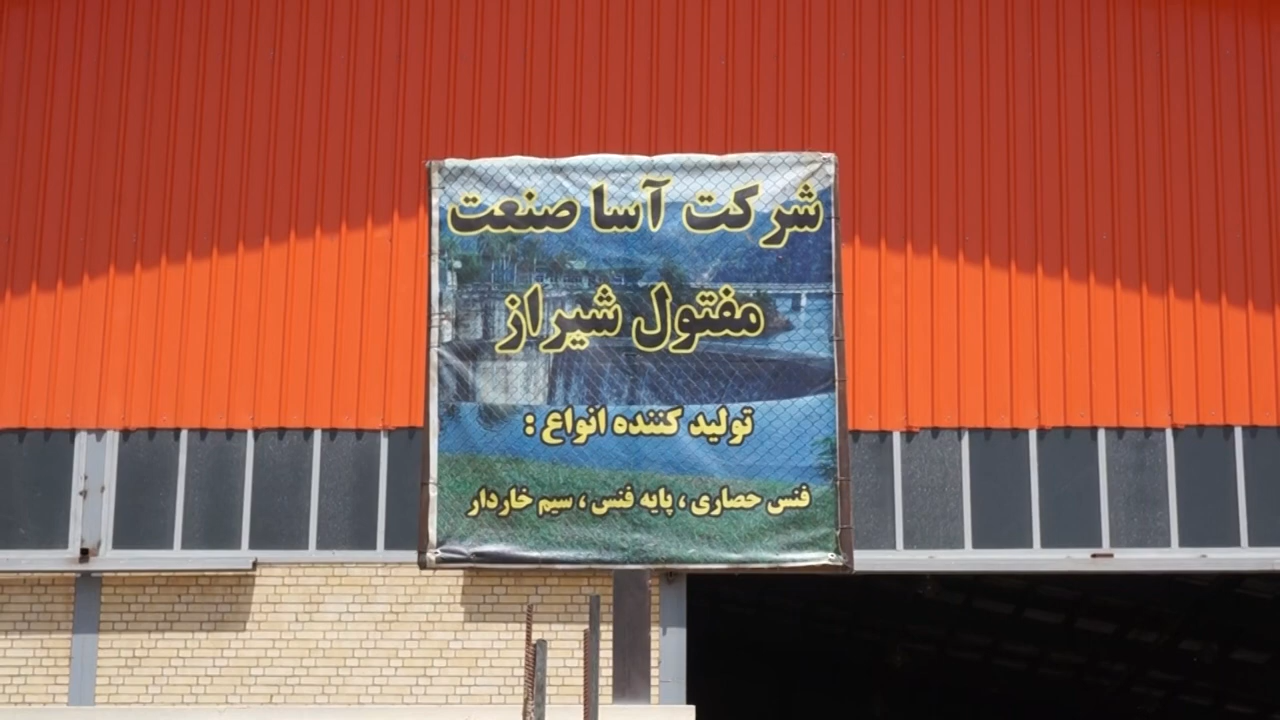 شرکت آسا صنعت
مفتول شیراز
تولید کننده انواع :
فنس حصاری ، پایه فنس ، سیم خاردار